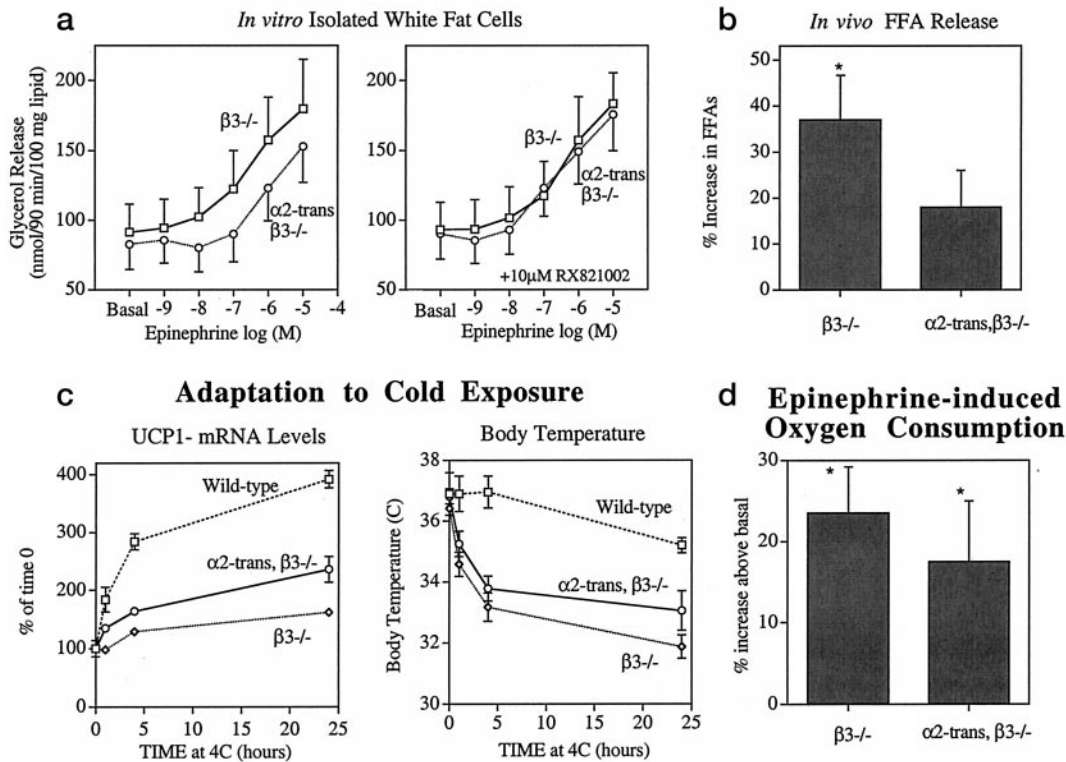 a
In vitro Isolated White Fat Cells
Glycerol Release
(nmol/90 min/100 mg lipid)
200
150
100
50
β3-/-
α2-trans
β3-/-
Basal -9 -8 -7 -6 -5 -4
Epinephrine log (M)
200
150
100
50
β3-/-
α2-trans
β3-/-
+10μM RX821002
Basal -9 -8 -7 -6 -5 -4
Epinephrine log (M)
b
In vivo FFA Release
% Increase in FFAs
50
40
30
20
10
0
*
β3-/-
α2-trans,β3-/-
c
Adaptation to Cold Exposure
UCP1- mRNA Levels
% of time 0
400
300
200
100
0
Wild-type
α2-trans, β3-/-
β3-/-
0 5 10 15 20 25
TIME at 4C (hours)
Body Temperature
Body Temperature (C)
38
36
34
32
30
Wild-type
α2-trans, β3-/-
β3-/-
0 5 10 15 20 25
TIME at 4C (hours)
d
Epinephrine-induced
Oxygen Consumption
% increase above basal
30
20
10
0
*
*
β3-/-
α2-trans, β3-/-